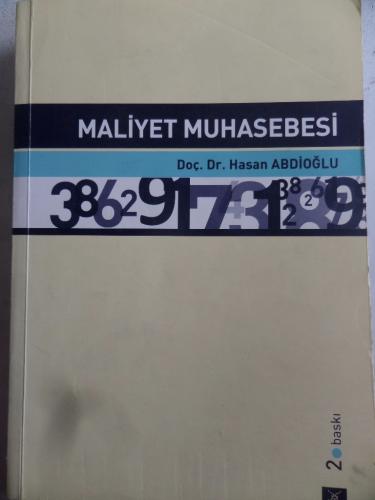 MALİYET MUHASEBESİ
Doç. Dr. Hasan ABDİOĞLU
2 baskı